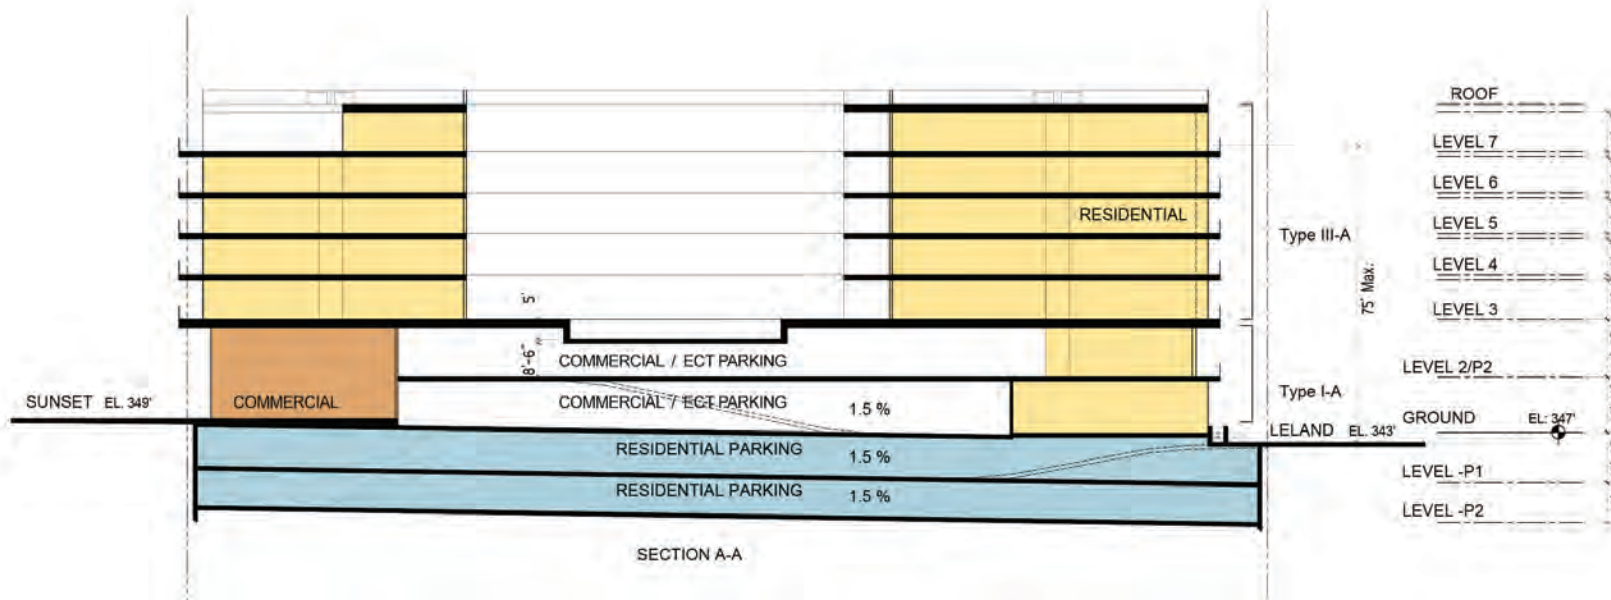 ROOF
LEVEL 7
LEVEL 6
RESIDENTIAL
LEVEL 5
Type III-A
LEVEL 4
75' Max.
5'
LEVEL 3
8'-6"
COMMERCIAL / ECT PARKING
LEVEL 2/P2
Type I-A
SUNSET EL. 349'
COMMERCIAL
COMMERCIAL / ECT PARKING
1.5 %
GROUND
EL: 347'
LELAND EL. 343'
RESIDENTIAL PARKING
1.5 %
LEVEL -P1
RESIDENTIAL PARKING
1.5 %
LEVEL -P2
SECTION A-A